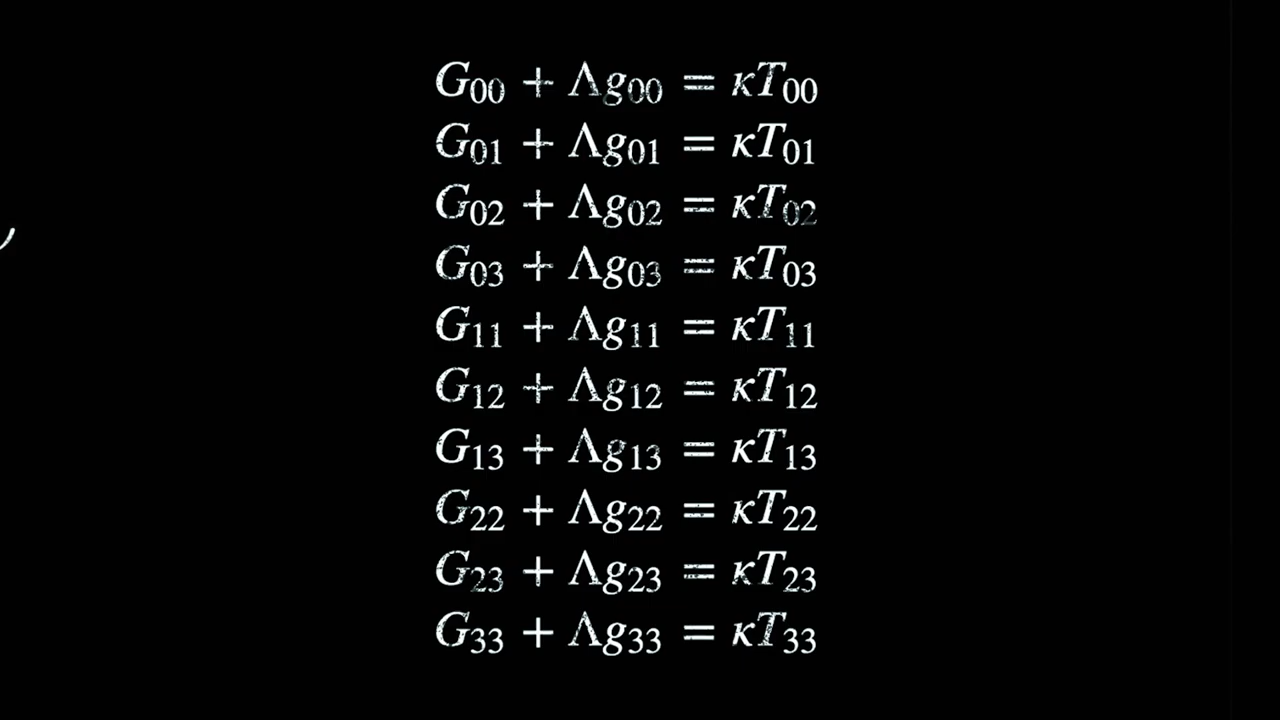 G₀₀ + Λg₀₀ = κT₀₀
G₀₁ + Λg₀₁ = κT₀₁
G₀₂ + Λg₀₂ = κT₀₂
G₀₃ + Λg₀₃ = κT₀₃
G₁₁ + Λg₁₁ = κT₁₁
G₁₂ + Λg₁₂ = κT₁₂
G₁₃ + Λg₁₃ = κT₁₃
G₂₂ + Λg₂₂ = κT₂₂
G₂₃ + Λg₂₃ = κT₂₃
G₃₃ + Λg₃₃ = κT₃₃